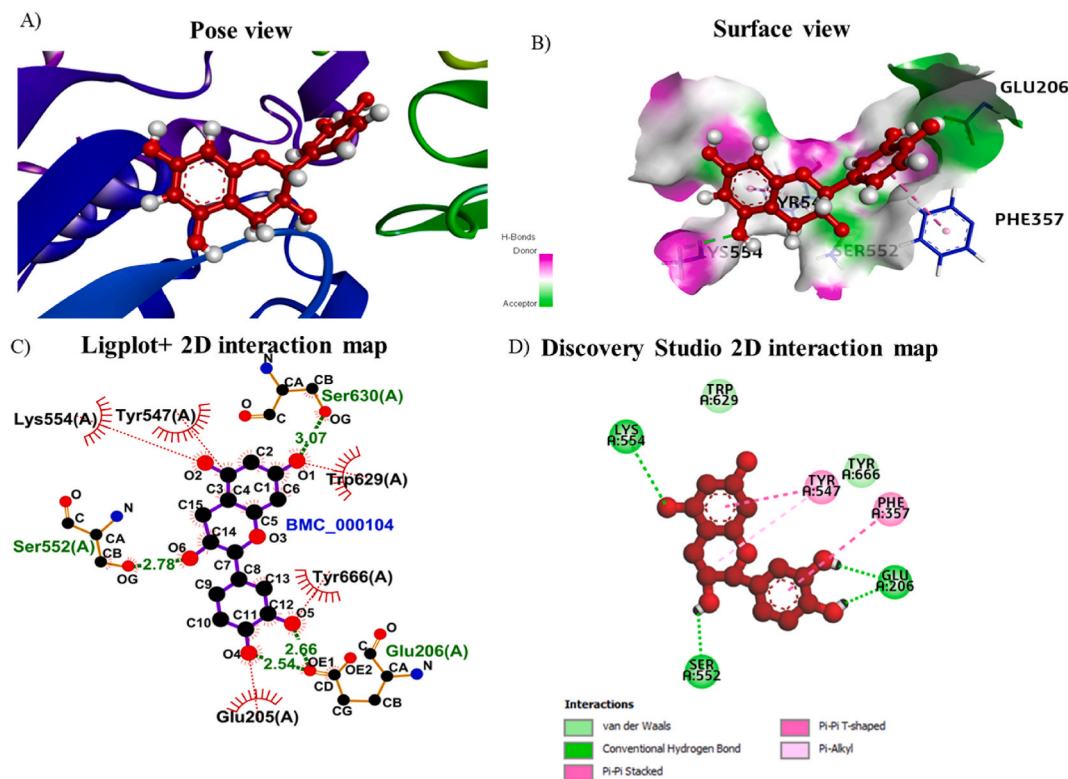 A)
Pose view
B)
Surface view
GLU206
PHE357
YR54
LYS554
SER552
H-Bonds
Donor
Acceptor
C)
Ligplot+ 2D interaction map
N
CA
CB
Ser630(A)
O
C
OG
3.07
Lys554(A)
Tyr547(A)
O2
C2
O1
Trp629(A)
C3
C4
C1
C6
C15
C5
BMC_000104
O
C
N
CA
Ser552(A)
CB
OG
2.78
O6
C14
O3
C7
C8
C9
C13
Tyr666(A)
C10
C11
C12
O5
O4
2.54
2.66
OE1
OE2
O
C
Glu206(A)
CA
N
CD
CG
CB
Glu205(A)
D)
Discovery Studio 2D interaction map
TRP
A:629
LYS
A:554
TYR
A:547
TYR
A:666
PHE
A:357
GLU
A:206
SER
A:552
Interactions
van der Waals
Conventional Hydrogen Bond
Pi-Pi Stacked
Pi-Pi T-shaped
Pi-Alkyl